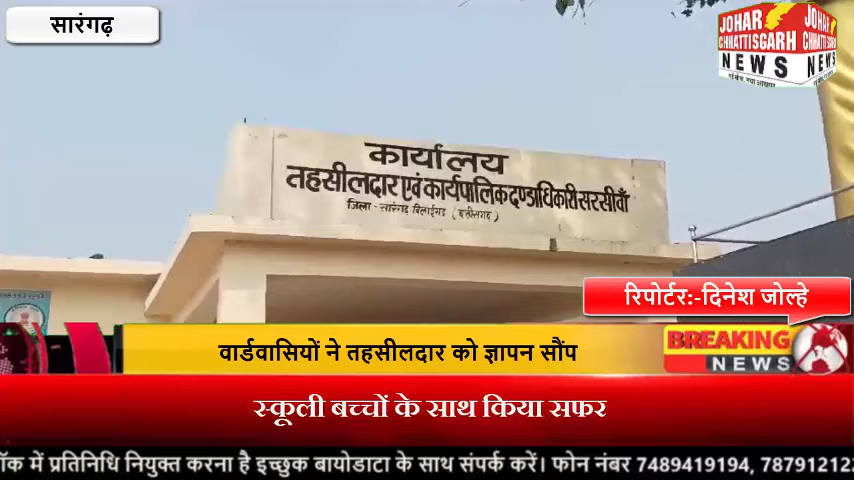 सारंगढ़
JOHAR
CHHATTISGARH
NEWS
कार्यालय
तहसीलदार एवं कार्यपालिक दण्डाधिकारी सरसीवाँ
जिला - सारंगढ़ बिलाईगढ़ ( छत्तीसगढ़ )
रिपोर्टर:-दिनेश जोल्हे
वार्डवासियों ने तहसीलदार को ज्ञापन सौंप
BREAKING
NEWS
स्कूली बच्चों के साथ किया सफर
ॉक में प्रतिनिधि नियुक्त करना है इच्छुक बायोडाटा के साथ संपर्क करें। फोन नंबर 7489419194, 787912122